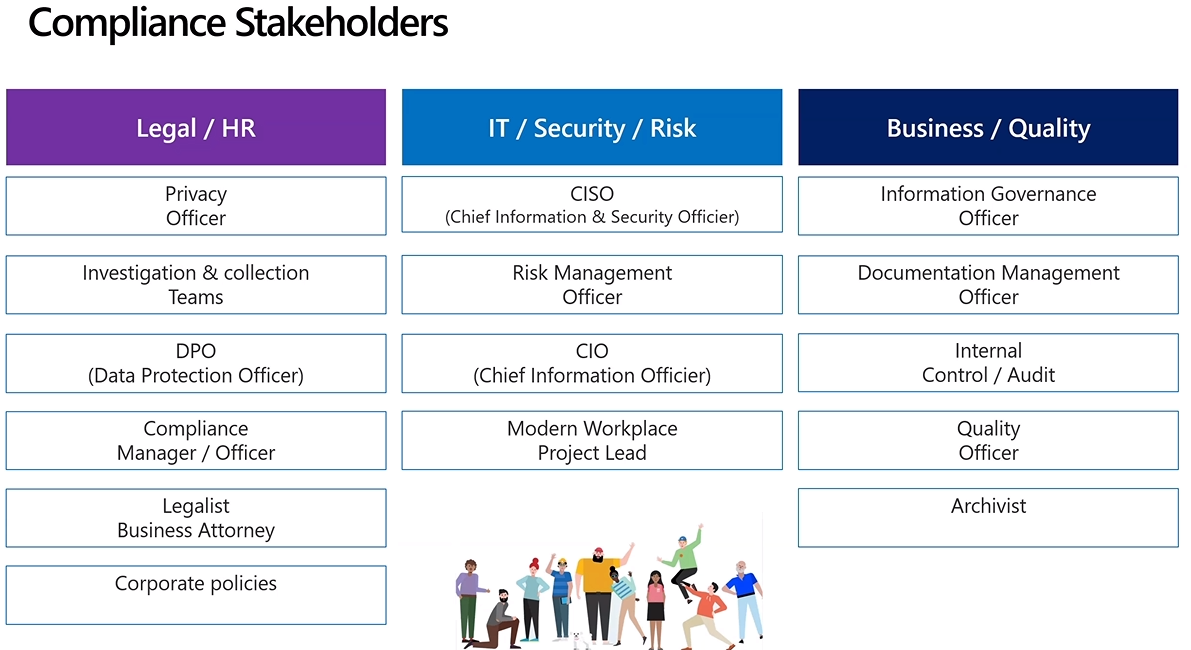 Compliance Stakeholders
Legal / HR
Privacy
Officer
Investigation & collection
Teams
DPO
(Data Protection Officer)
Compliance
Manager / Officer
Legalist
Business Attorney
Corporate policies
IT / Security / Risk
CISO
(Chief Information & Security Officier)
Risk Management
Officer
CIO
(Chief Information Officier)
Modern Workplace
Project Lead
Business / Quality
Information Governance
Officer
Documentation Management
Officer
Internal
Control / Audit
Quality
Officer
Archivist